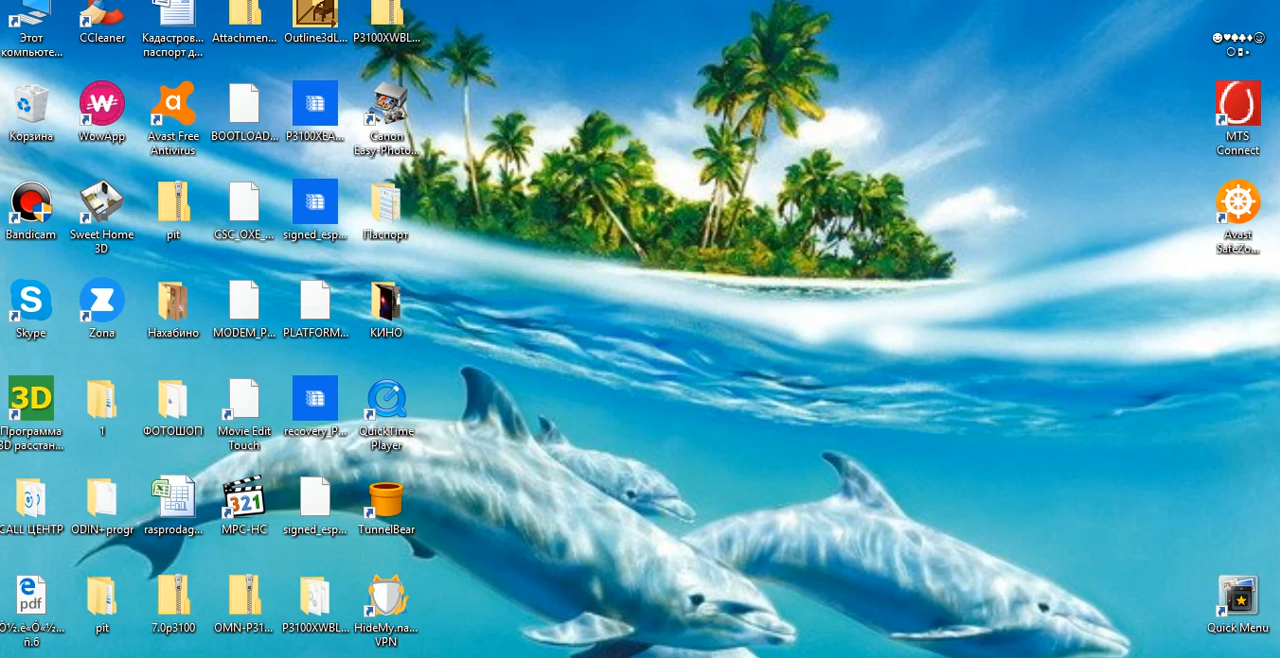 Этот
компьюте...
CCleaner
Кадастров...
паспорт д...
Attachmen...
Outline3dL...
P3100XWBL...
Корзина
WowApp
Avast Free
Antivirus
BOOTLOAD...
P3100XEA...
Canon
Easy-Photo...
MTS
Connect
Bandicam
Sweet Home
3D
pit
CSC_OXE_...
signed_esp...
Паспорт
Avast
SafeZo...
Skype
Zona
Нахабино
MODEM_P...
PLATFORM...
КИНО
3D
Программа
3D расстан...
1
ФОТОШОП
Movie Edit
Touch
recovery_P...
QuickTime
Player
CALL ЦЕНТР
ODIN+progr
rasprodag...
321
MPC-HC
signed_esp...
TunnelBear
pdf
pit
7.0p3100
OMN-P31...
P3100XWBL...
HideMy.na...
VPN
Quick Menu